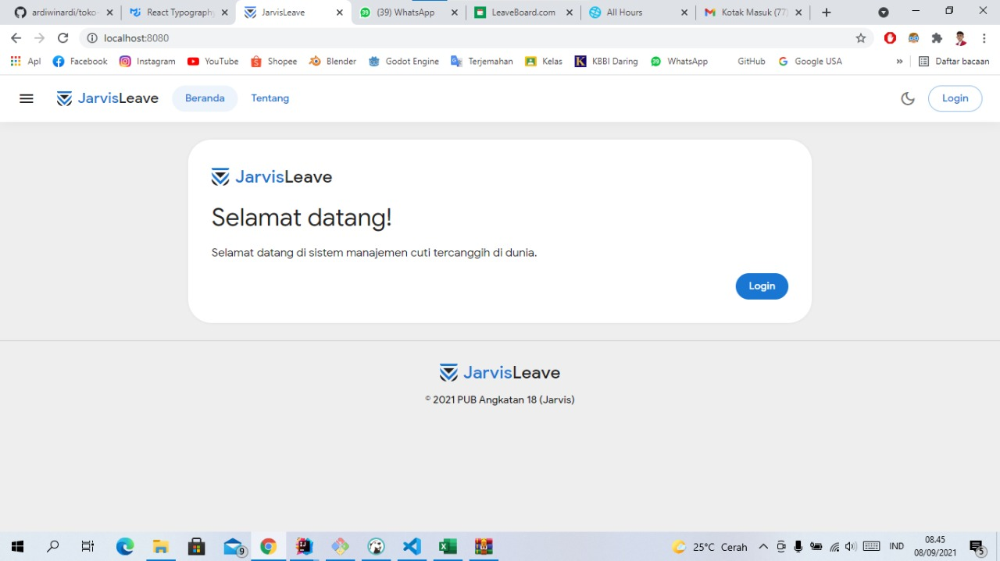 ardiwinardi/toko-
React Typography
JarvisLeave
(39) WhatsApp
LeaveBoard.com
All Hours
Kotak Masuk (77)
localhost:8080
Apl
Facebook
Instagram
YouTube
Shopee
Blender
Godot Engine
Terjemahan
Kelas
KBBI Daring
WhatsApp
GitHub
Google USA
»
Daftar bacaan
JarvisLeave
Beranda
Tentang
Login
JarvisLeave
Selamat datang!
Selamat datang di sistem manajemen cuti tercanggih di dunia.
Login
JarvisLeave
© 2021 PUB Angkatan 18 (Jarvis)
9
25°C Cerah
IND
08.45
08/09/2021
5